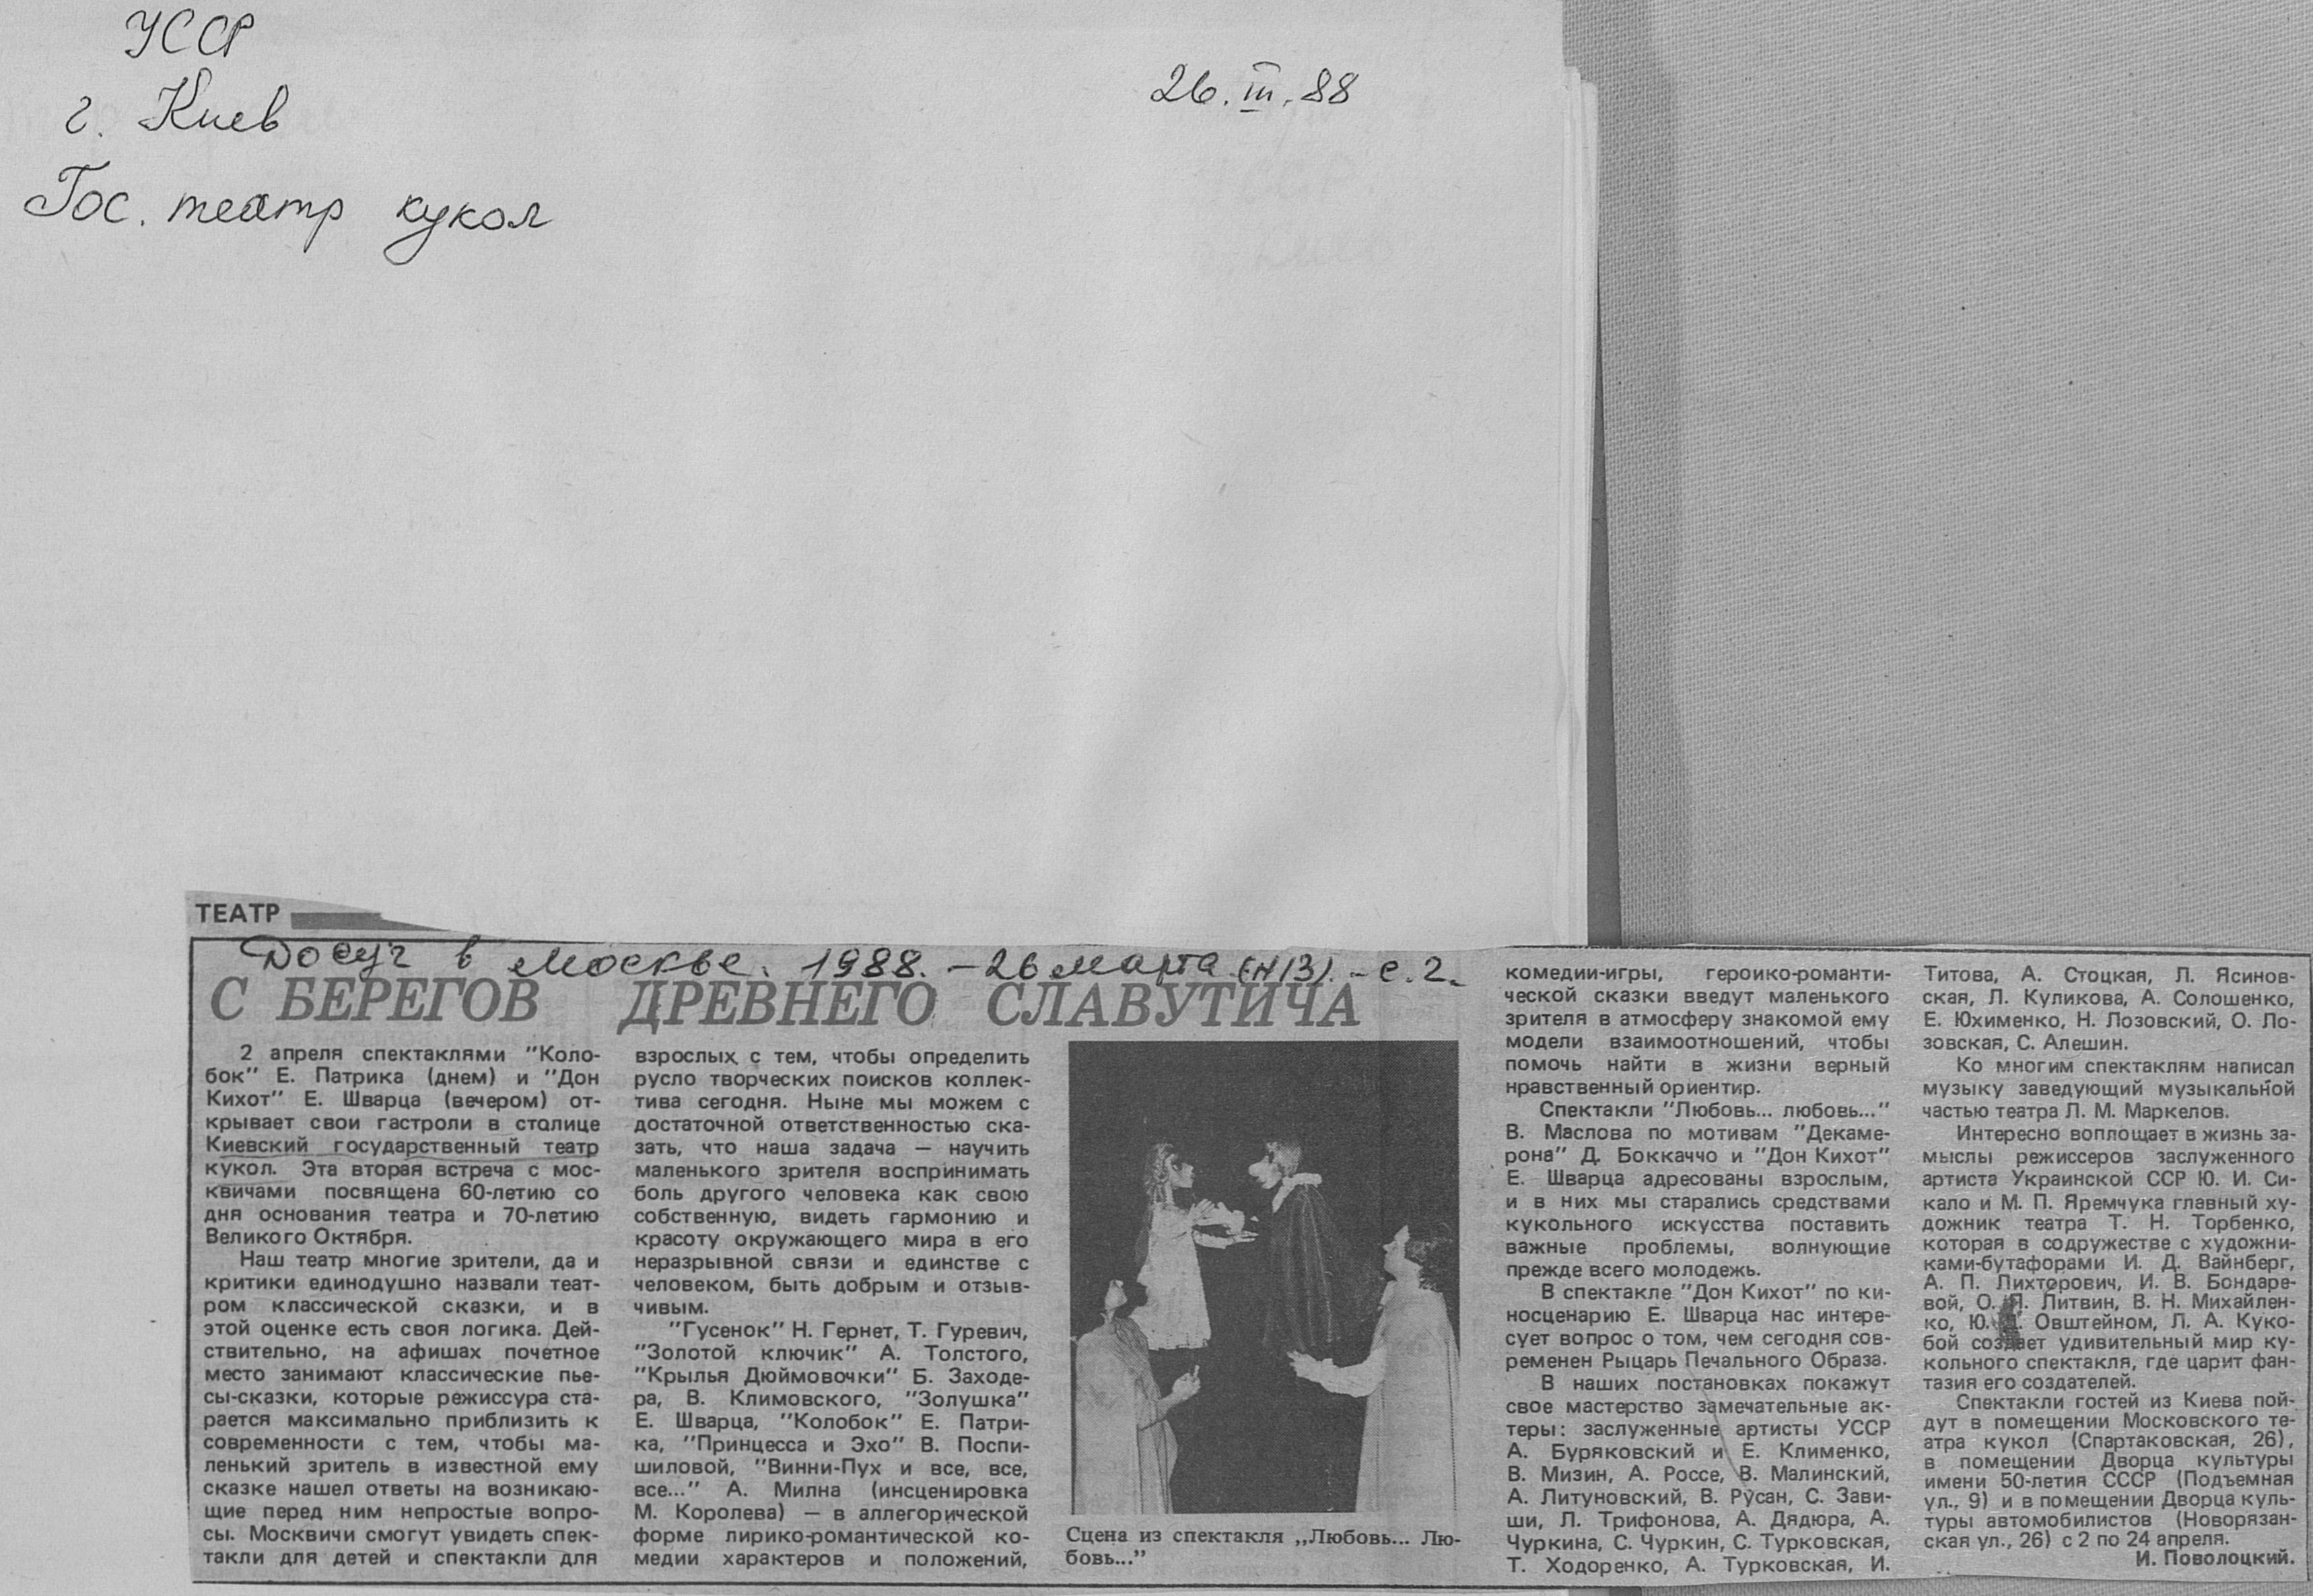 УССР
г. Киев
Гос. театр кукол
26.III.88
ТЕАТР
Досуг в Москве. 1988. – 26 марта (N13). – с. 2.
С БЕРЕГОВ ДРЕВНЕГО СЛАВУТИЧА
2 апреля спектаклями "Коло-
бок" Е. Патрика (днем) и "Дон
Кихот" Е. Шварца (вечером) от-
крывает свои гастроли в столице
Киевский государственный театр
кукол. Эта вторая встреча с мос-
квичами посвящена 60-летию со
дня основания театра и 70-летию
Великого Октября.
Наш театр многие зрители, да и
критики единодушно назвали теат-
ром классической сказки, и в
этой оценке есть своя логика. Дей-
ствительно, на афишах почетное
место занимают классические пье-
сы-сказки, которые режиссура ста-
рается максимально приблизить к
современности с тем, чтобы ма-
ленький зритель в известной ему
сказке нашел ответы на возникаю-
щие перед ним непростые вопро-
сы. Москвичи смогут увидеть спек-
такли для детей и спектакли для
взрослых с тем, чтобы определить
русло творческих поисков коллек-
тива сегодня. Ныне мы можем с
достаточной ответственностью ска-
зать, что наша задача — научить
маленького зрителя воспринимать
боль другого человека как свою
собственную, видеть гармонию и
красоту окружающего мира в его
неразрывной связи и единстве с
человеком, быть добрым и отзыв-
чивым.
"Гусенок" Н. Гернет, Т. Гуревич,
"Золотой ключик" А. Толстого,
"Крылья Дюймовочки" Б. Заходе-
ра, В. Климовского, "Золушка"
Е. Шварца, "Колобок" Е. Патри-
ка, "Принцесса и Эхо" В. Поспи-
шиловой, "Винни-Пух и все, все,
все..." А. Милна (инсценировка
М. Королева) — в аллегорической
форме лирико-романтической ко-
медии характеров и положений,
Сцена из спектакля „Любовь... Лю-
бовь..."
комедии-игры, героико-романти-
ческой сказки введут маленького
зрителя в атмосферу знакомой ему
модели взаимоотношений, чтобы
помочь найти в жизни верный
нравственный ориентир.
Спектакли "Любовь... любовь..."
В. Маслова по мотивам "Декаме-
рона" Д. Боккаччо и "Дон Кихот"
Е. Шварца адресованы взрослым,
и в них мы старались средствами
кукольного искусства поставить
важные проблемы, волнующие
прежде всего молодежь.
В спектакле "Дон Кихот" по ки-
носценарию Е. Шварца нас интере-
сует вопрос о том, чем сегодня сов-
ременен Рыцарь Печального Образа.
В наших постановках покажут
свое мастерство замечательные ак-
теры: заслуженные артисты УССР
А. Буряковский и Е. Клименко,
В. Мизин, А. Россе, В. Малинский,
А. Литуновский, В. Русан, С. Зави-
ши, Л. Трифонова, А. Дядюра, А.
Чуркина, С. Чуркин, С. Турковская,
Т. Ходоренко, А. Турковская, И.
Титова, А. Стоцкая, Л. Ясинов-
ская, Л. Куликова, А. Солошенко,
Е. Юхименко, Н. Лозовский, О. Ло-
зовская, С. Алешин.
Ко многим спектаклям написал
музыку заведующий музыкальной
частью театра Л. М. Маркелов.
Интересно воплощает в жизнь за-
мыслы режиссеров заслуженного
артиста Украинской ССР Ю. И. Си-
кало и М. П. Яремчука главный ху-
дожник театра Т. Н. Торбенко,
которая в содружестве с художни-
ками-бутафорами И. Д. Вайнберг,
А. П. Лихтерович, И. В. Бондаре-
вой, О. Литвин, В. Н. Михайлен-
ко, Ю. Овштейном, Л. А. Куко-
бой создает удивительный мир ку-
кольного спектакля, где царит фан-
тазия его создателей.
Спектакли гостей из Киева пой-
дут в помещении Московского те-
атра кукол (Спартаковская, 26),
в помещении Дворца культуры
имени 50-летия СССР (Подъемная
ул., 9) и в помещении Дворца куль-
туры автомобилистов (Новорязан-
ская ул., 26) с 2 по 24 апреля.
И. Поволоцкий.